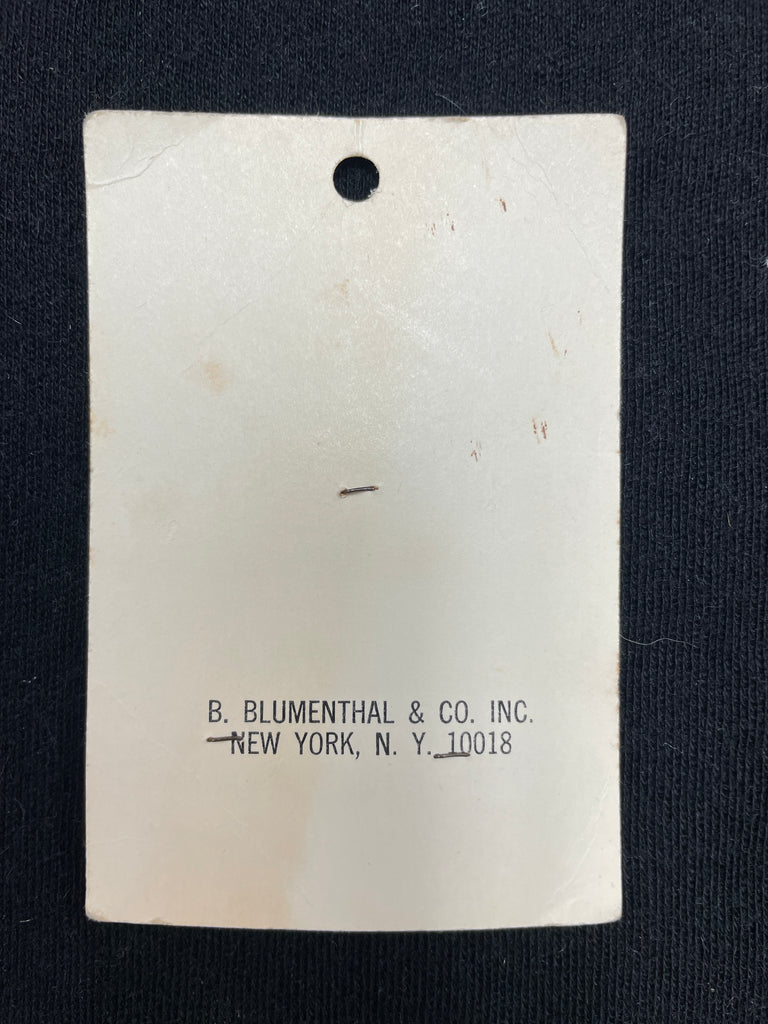 B. BLUMENTHAL & CO. INC.
NEW YORK, N. Y. 10018